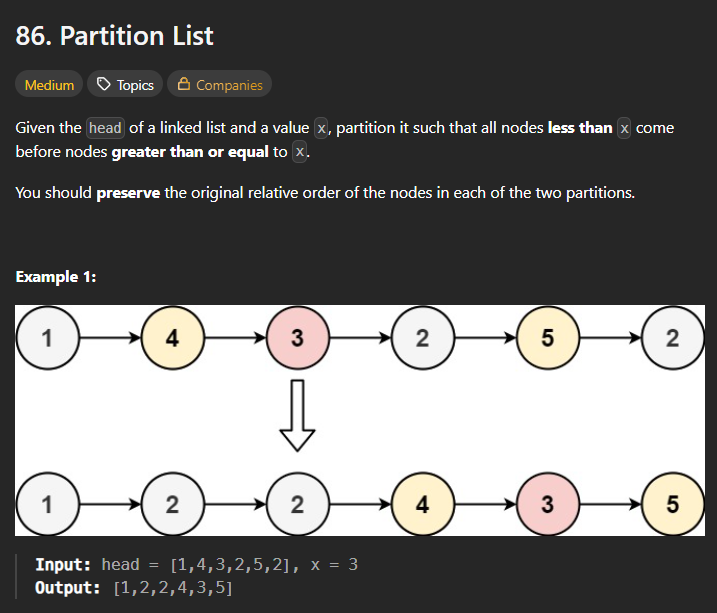 86. Partition List
Medium Topics Companies
Given the head of a linked list and a value x, partition it such that all nodes less than x come
before nodes greater than or equal to x.
You should preserve the original relative order of the nodes in each of the two partitions.
Example 1:
1 4 3 2 5 2
1 2 2 4 3 5
Input: head = [1,4,3,2,5,2], x = 3
Output: [1,2,2,4,3,5]